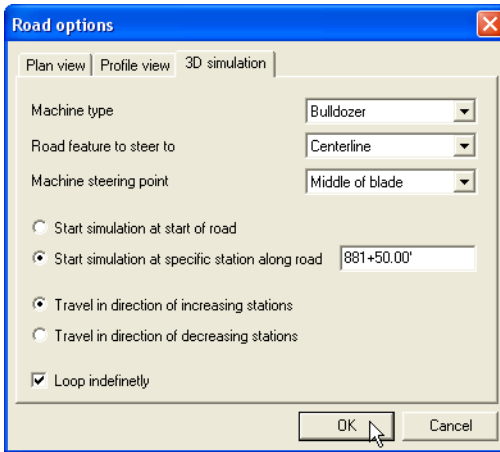 Road options
Plan view Profile view 3D simulation
Machine type Bulldozer
Road feature to steer to Centerline
Machine steering point Middle of blade
Start simulation at start of road
Start simulation at specific station along road 881+50.00'
Travel in direction of increasing stations
Travel in direction of decreasing stations
Loop indefinetly
OK Cancel